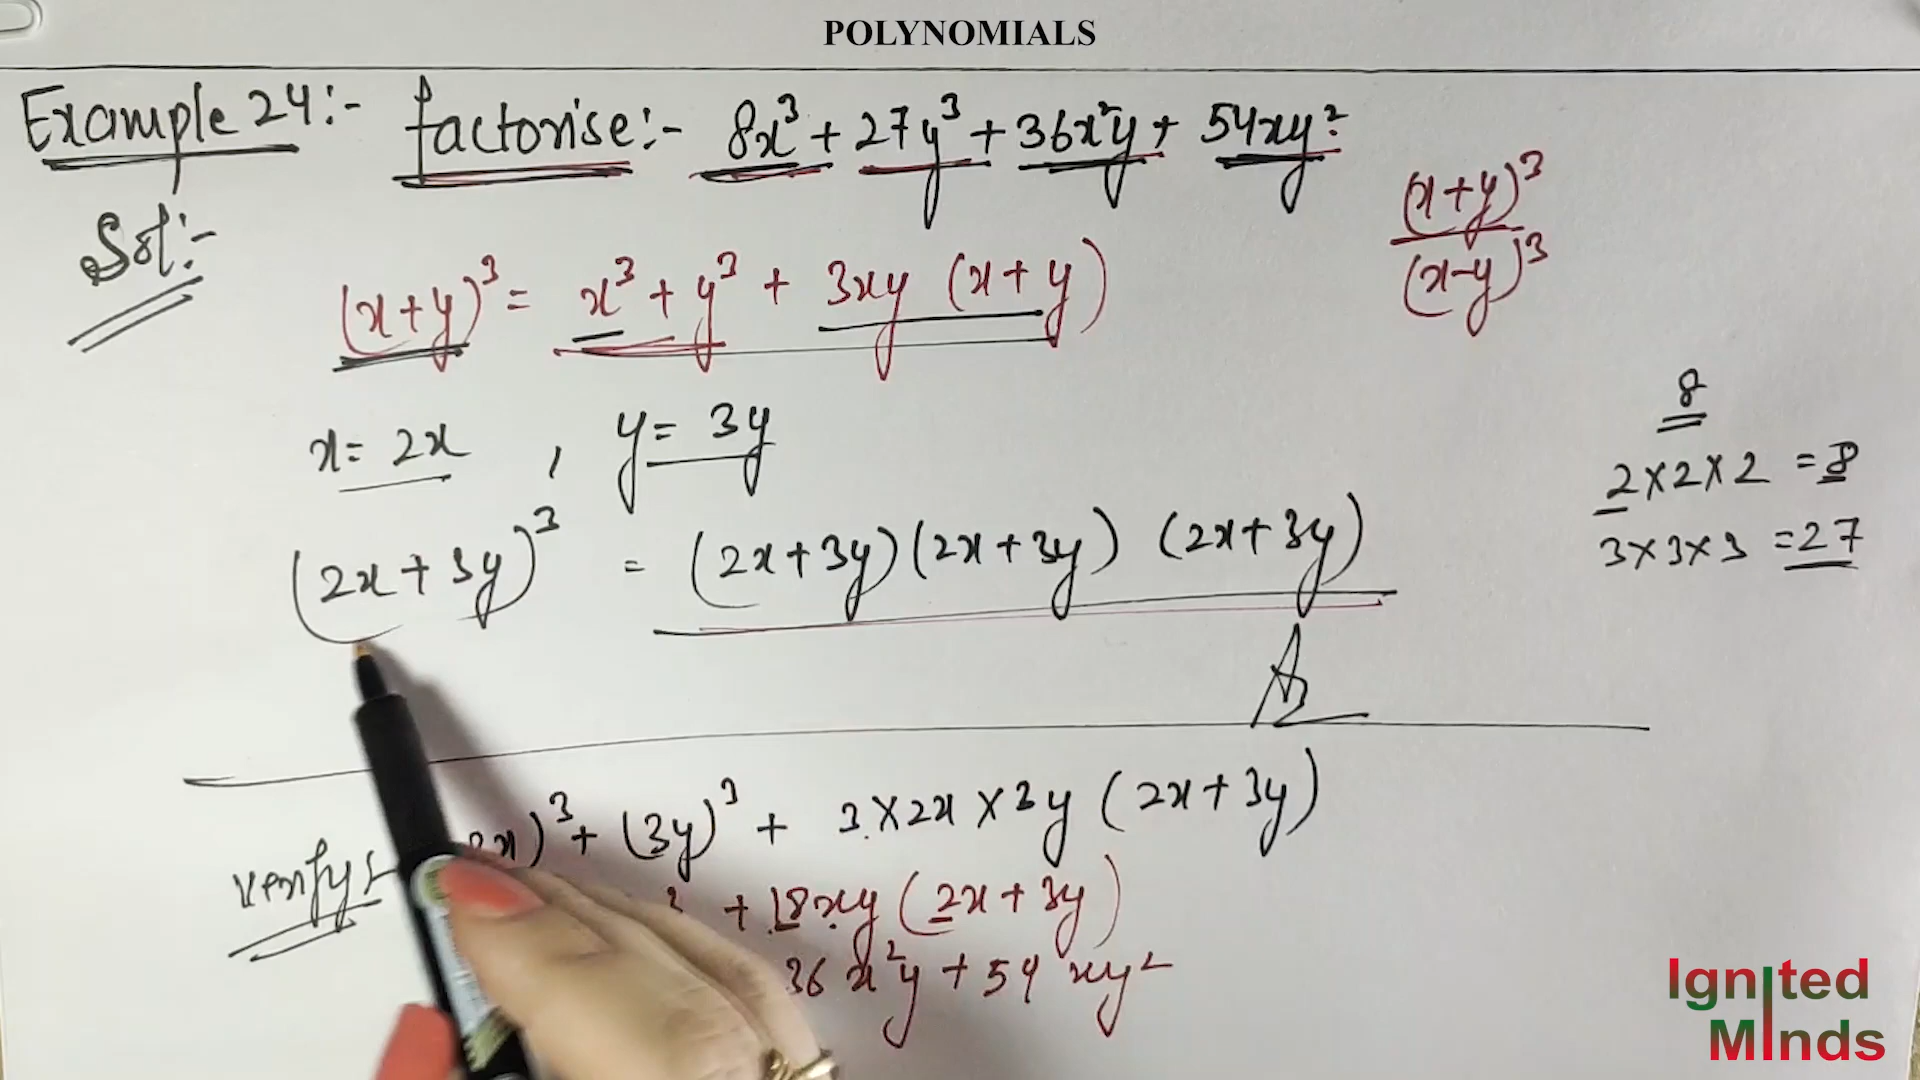 POLYNOMIALS
Example 24:- factorise:- 8x³ + 27y³ + 36x²y + 54xy²
Sol:-
(x+y)³
(x-y)³
(x+y)³ = x³ + y³ + 3xy (x+y)
x = 2x , y = 3y
8
2×2×2 = 8
3×3×3 = 27
(2x+3y)³ = (2x+3y)(2x+3y) (2x+3y)
verify:- x)³ + (3y)³ + 3×2x×3y (2x+3y)
³ + 18xy (2x+3y)
36x²y + 54xy²
Ignited
Minds